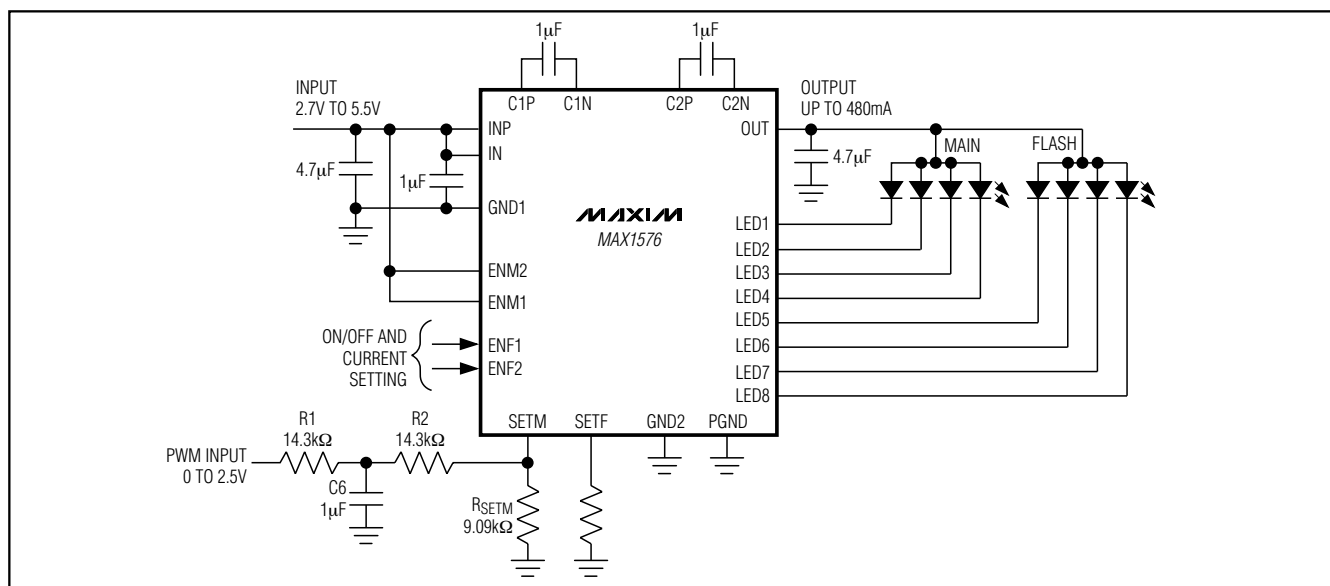 1μF
1μF
INPUT
2.7V TO 5.5V
C1P
C1N
C2P
C2N
OUTPUT
UP TO 480mA
INP
OUT
IN
MAIN
FLASH
4.7μF
1μF
4.7μF
GND1
MAXIM
MAX1576
LED1
LED2
ENM2
LED3
ENM1
LED4
LED5
ON/OFF AND
CURRENT
SETTING
ENF1
LED6
ENF2
LED7
LED8
SETM
SETF
GND2
PGND
R1
14.3kΩ
R2
14.3kΩ
PWM INPUT
0 TO 2.5V
C6
1μF
RSETM
9.09kΩ